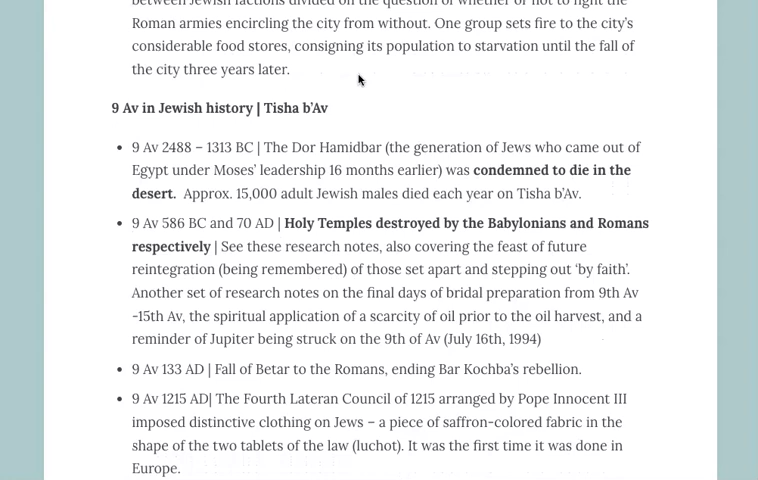 between Jewish factions divided on the question of whether or not to fight the
Roman armies encircling the city from without. One group sets fire to the city's
considerable food stores, consigning its population to starvation until the fall of
the city three years later.
9 Av in Jewish history | Tisha b'Av
• 9 Av 2488 – 1313 BC | The Dor Hamidbar (the generation of Jews who came out of
Egypt under Moses' leadership 16 months earlier) was condemned to die in the
desert. Approx. 15,000 adult Jewish males died each year on Tisha b'Av.
• 9 Av 586 BC and 70 AD | Holy Temples destroyed by the Babylonians and Romans
respectively | See these research notes, also covering the feast of future
reintegration (being remembered) of those set apart and stepping out 'by faith'.
Another set of research notes on the final days of bridal preparation from 9th Av
-15th Av, the spiritual application of a scarcity of oil prior to the oil harvest, and a
reminder of Jupiter being struck on the 9th of Av (July 16th, 1994)
• 9 Av 133 AD | Fall of Betar to the Romans, ending Bar Kochba's rebellion.
• 9 Av 1215 AD| The Fourth Lateran Council of 1215 arranged by Pope Innocent III
imposed distinctive clothing on Jews – a piece of saffron-colored fabric in the
shape of the two tablets of the law (luchot). It was the first time it was done in
Europe.